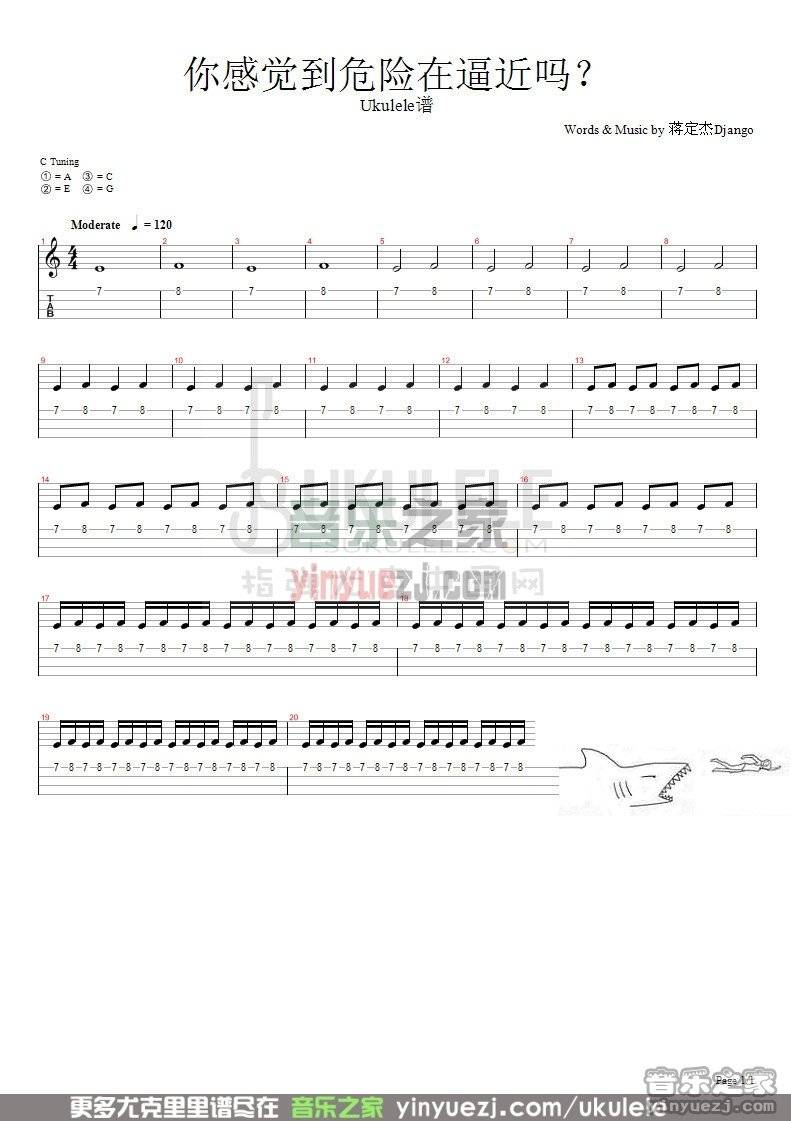 你感觉到危险在逼近吗？
Ukulele谱
Words & Music by 蒋定杰Django
C Tuning
① = A ③ = C
② = E ④ = G
Moderate = 120
1 2 3 4 5 6 7 8
4 4
TAB 7 8 7 8 7 8 7 8 7 8 7 8
9 10 11 12 13
7 8 7 8 7 8 7 8 7 8 7 8 7 8 7 8 7 8 7 8 7 8 7 8
14 15 16
7 8 7 8 7 8 7 8 7 8 7 8 7 8 7 8 7 8 7 8 7 8 7 8
UKULELE
音乐之家
TSUKULELE.COM
yinyuezj.com
17 18
7 8 7 8 7 8 7 8 7 8 7 8 7 8 7 8 7 8 7 8 7 8 7 8 7 8 7 8 7 8 7 8
19 20
7 8 7 8 7 8 7 8 7 8 7 8 7 8 7 8 7 8 7 8 7 8 7 8 7 8 7 8 7 8 7 8
Page 1/1
音乐之家
yinyuezj.com
更多尤克里里谱尽在 音乐之家 yinyuezj.com/ukulele